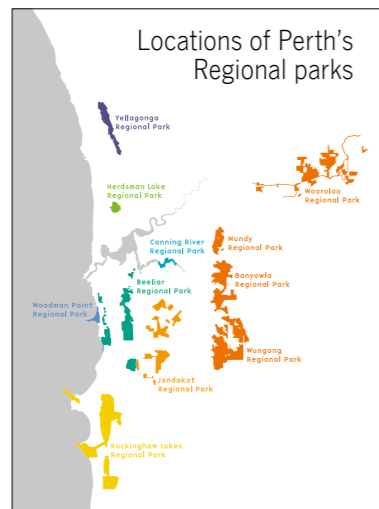 Locations of Perth's
Regional parks
Yellagonga
Regional Park
Herdsman Lake
Regional Park
Wooroloo
Regional Park
Canning River
Regional Park
Mundy
Regional Park
Beeliar
Regional Park
Banyowla
Regional Park
Woodman Point
Regional Park
Wungong
Regional Park
Jandakot
Regional Park
Rockingham Lakes
Regional Park